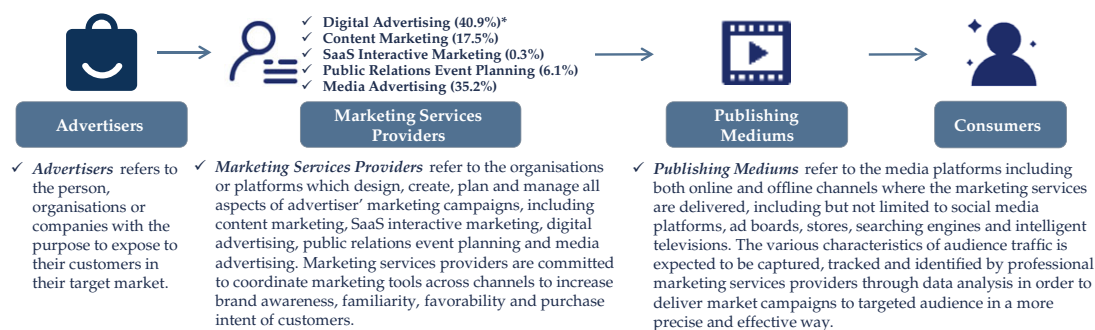 ✓ Digital Advertising (40.9%)*
✓ Content Marketing (17.5%)
✓ SaaS Interactive Marketing (0.3%)
✓ Public Relations Event Planning (6.1%)
✓ Media Advertising (35.2%)
Advertisers
Marketing Services
Providers
Publishing
Mediums
Consumers
✓ Advertisers refers to
the person,
organisations or
companies with the
purpose to expose to
their customers in
their target market.
✓ Marketing Services Providers refer to the organisations
or platforms which design, create, plan and manage all
aspects of advertiser’ marketing campaigns, including
content marketing, SaaS interactive marketing, digital
advertising, public relations event planning and media
advertising. Marketing services providers are committed
to coordinate marketing tools across channels to increase
brand awareness, familiarity, favorability and purchase
intent of customers.
✓ Publishing Mediums refer to the media platforms including
both online and offline channels where the marketing services
are delivered, including but not limited to social media
platforms, ad boards, stores, searching engines and intelligent
televisions. The various characteristics of audience traffic is
expected to be captured, tracked and identified by professional
marketing services providers through data analysis in order to
deliver market campaigns to targeted audience in a more
precise and effective way.